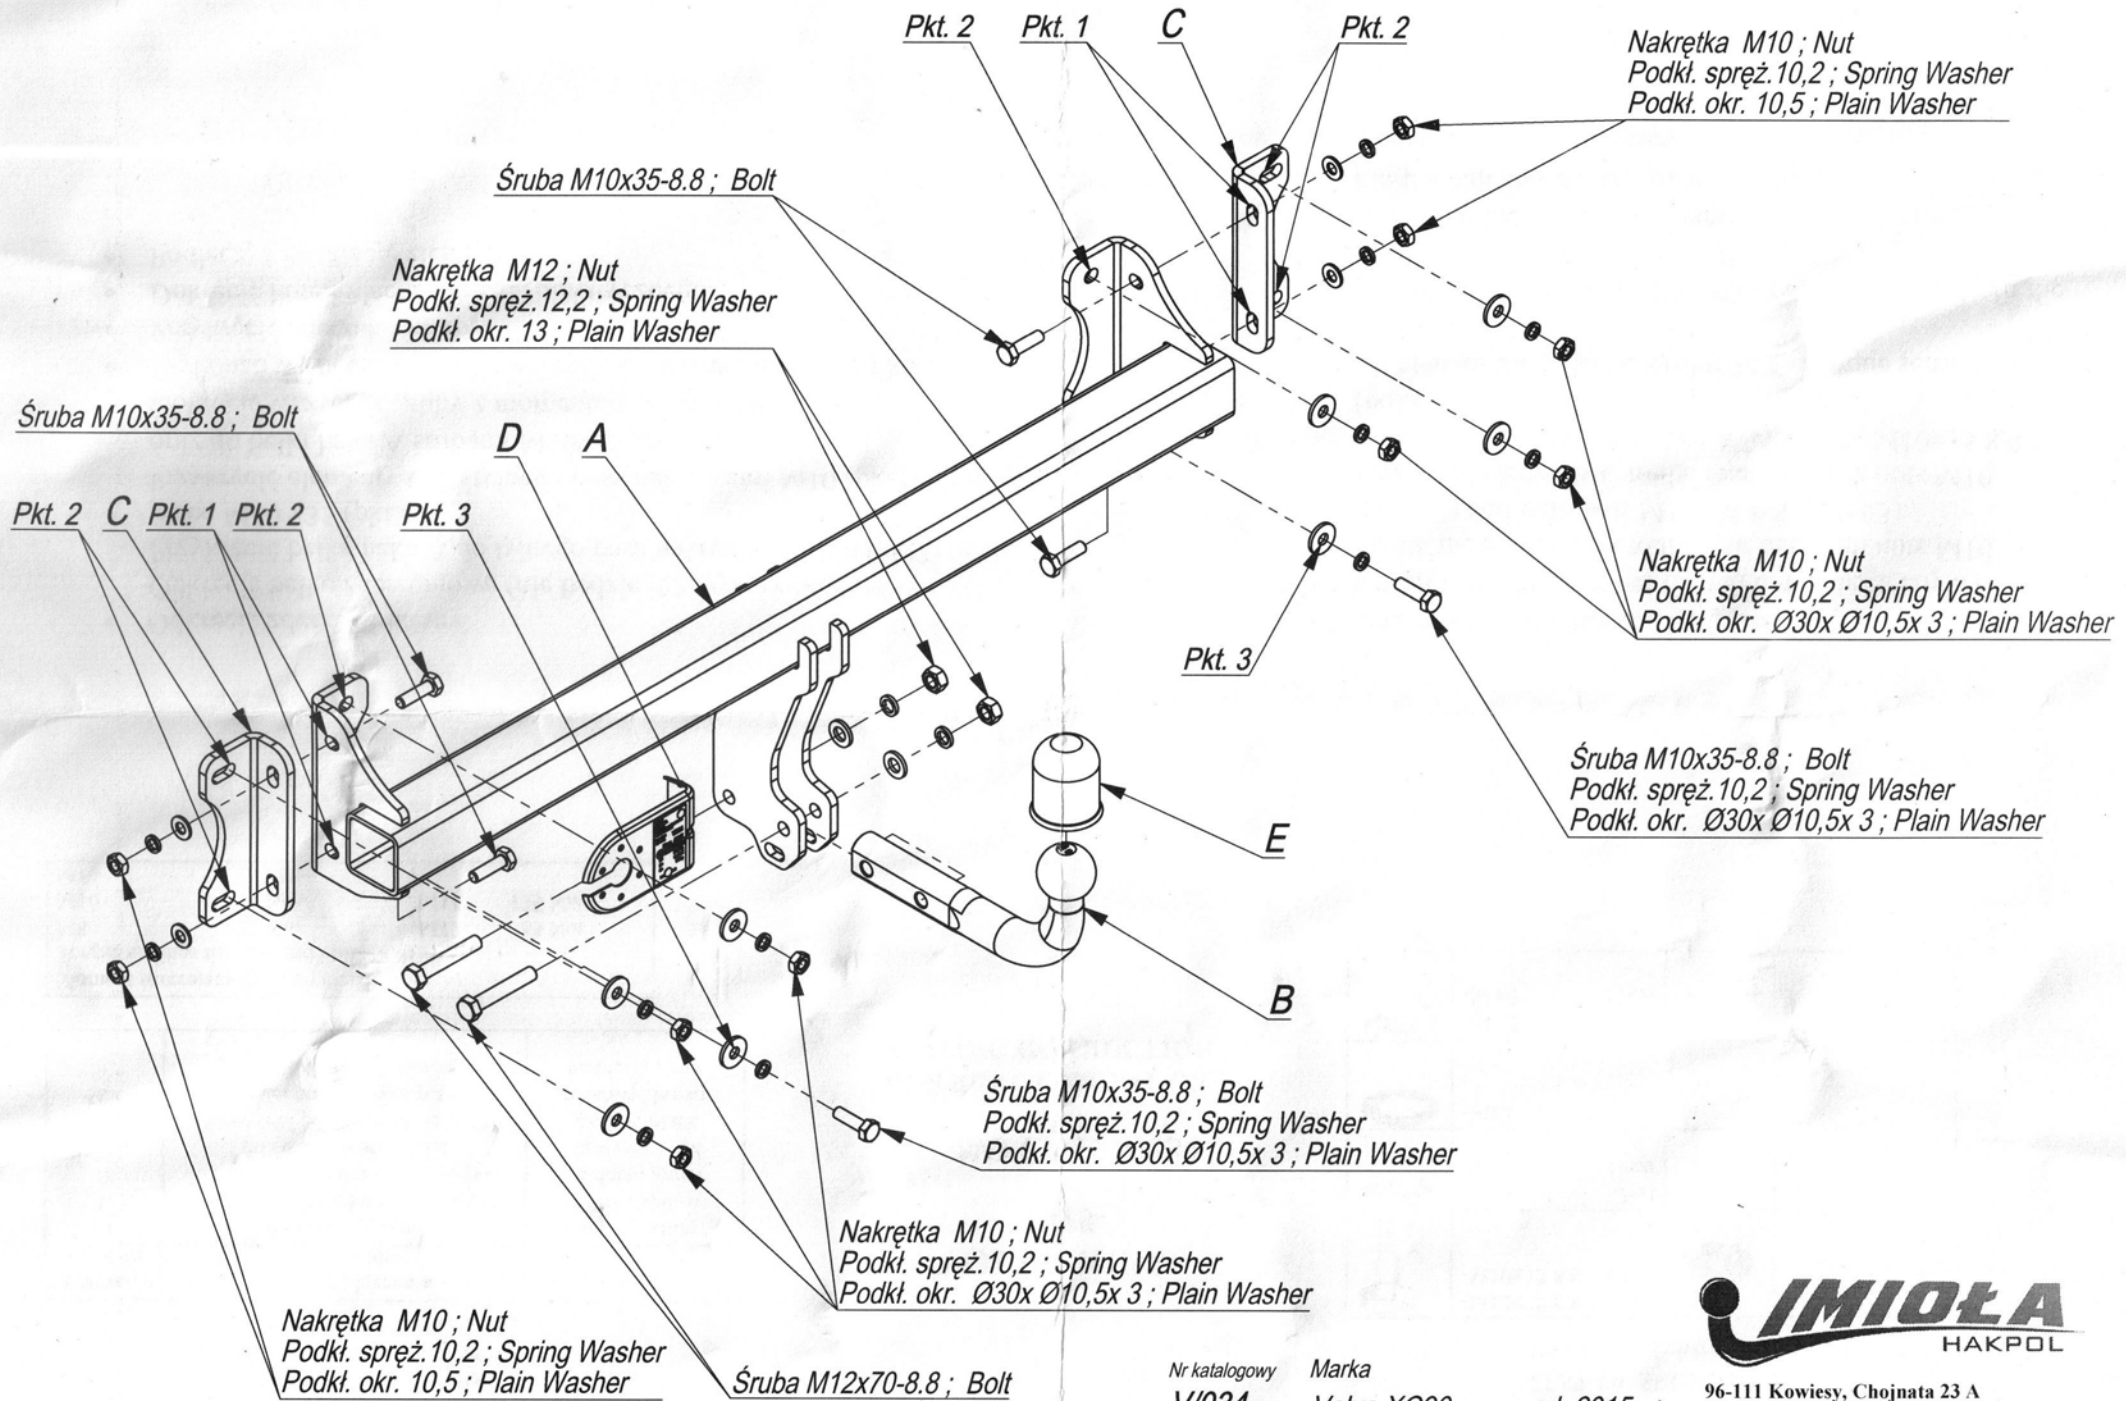 Pkt. 2
Pkt. 1
C
Pkt. 2
Nakrętka M10 ; Nut
Podkł. spręż.10,2 ; Spring Washer
Podkł. okr. 10,5 ; Plain Washer
Śruba M10x35-8.8 ; Bolt
Nakrętka M12 ; Nut
Podkł. spręż.12,2 ; Spring Washer
Podkł. okr. 13 ; Plain Washer
Śruba M10x35-8.8 ; Bolt
D
A
Pkt. 2
C
Pkt. 1
Pkt. 2
Pkt. 3
Nakrętka M10 ; Nut
Podkł. spręż.10,2 ; Spring Washer
Podkł. okr. Ø30x Ø10,5x 3 ; Plain Washer
Pkt. 3
Śruba M10x35-8.8 ; Bolt
Podkł. spręż.10,2 ; Spring Washer
Podkł. okr. Ø30x Ø10,5x 3 ; Plain Washer
E
B
Śruba M10x35-8.8 ; Bolt
Podkł. spręż.10,2 ; Spring Washer
Podkł. okr. Ø30x Ø10,5x 3 ; Plain Washer
Nakrętka M10 ; Nut
Podkł. spręż.10,2 ; Spring Washer
Podkł. okr. Ø30x Ø10,5x 3 ; Plain Washer
Nakrętka M10 ; Nut
Podkł. spręż.10,2 ; Spring Washer
Podkł. okr. 10,5 ; Plain Washer
Śruba M12x70-8.8 ; Bolt
IMIOŁA
HAKPOL
Nr katalogowy
Marka
96-111 Kowiesy, Chojnata 23 A